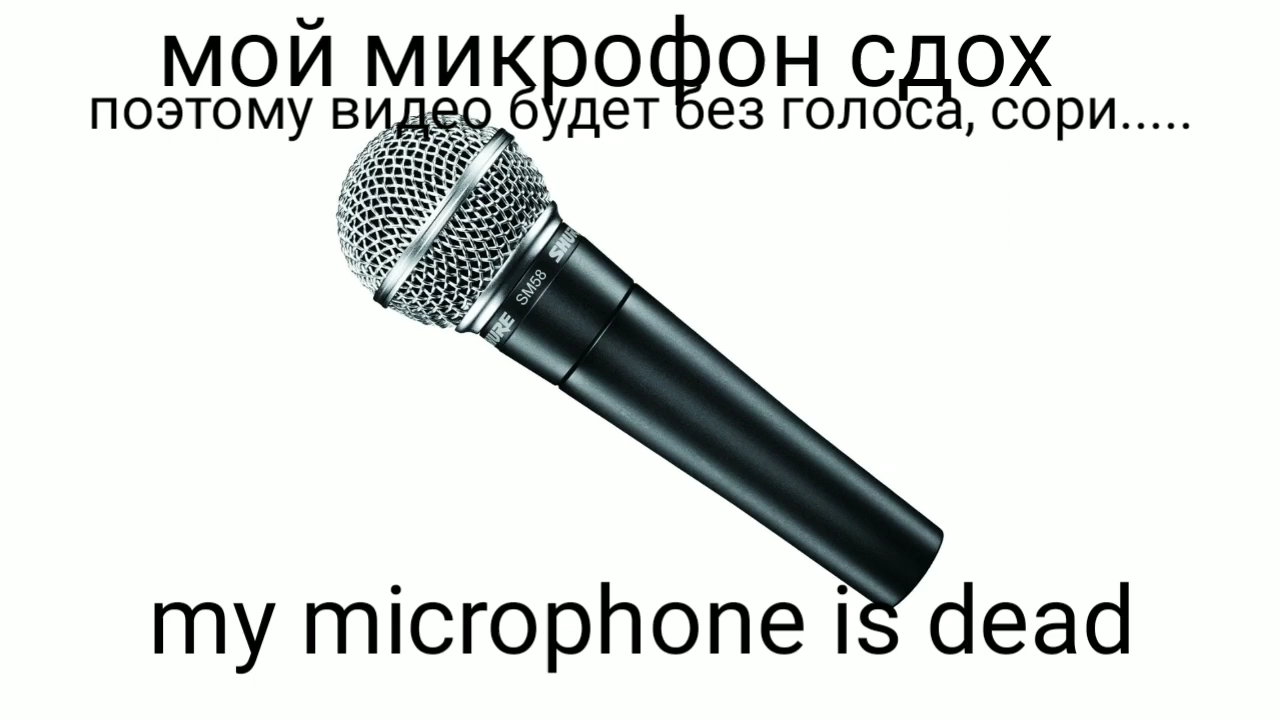 мой микрофон сдох
поэтому видео будет без голоса, сори.....
SHURE
SM58
my microphone is dead